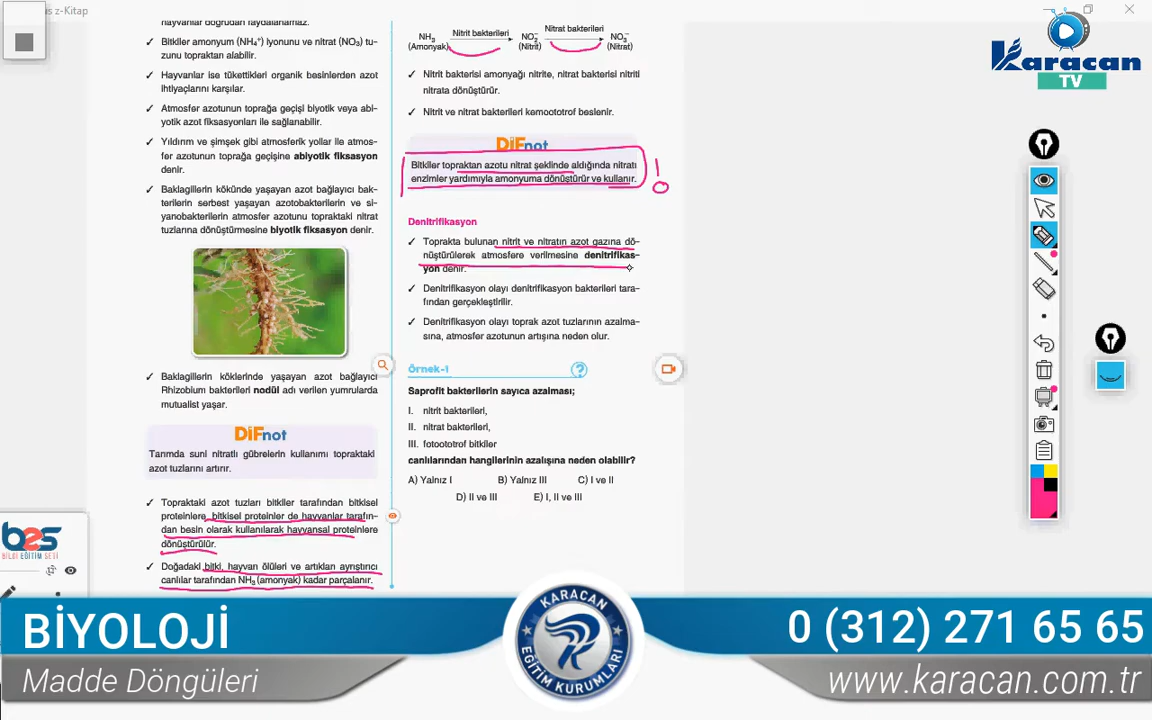 us z-Kitap
hayvanlar doğrudan faydalanamaz.
✓ Bitkiler amonyum (NH₄⁺) iyonunu ve nitrat (NO₃) tu-
zunu topraktan alabilir.
✓ Hayvanlar ise tükettikleri organik besinlerden azot
ihtiyaçlarını karşılar.
✓ Atmosfer azotunun toprağa geçişi biyotik veya abi-
yotik azot fiksasyonları ile sağlanabilir.
✓ Yıldırım ve şimşek gibi atmosferik yollar ile atmos-
fer azotunun toprağa geçişine abiyotik fiksasyon
denir.
✓ Baklagillerin kökünde yaşayan azot bağlayıcı bak-
terilerin serbest yaşayan azotobakterilerin ve si-
yanobakterilerin atmosfer azotunu topraktaki nitrat
tuzlarına dönüştürmesine biyotik fiksasyon denir.
✓ Baklagillerin köklerinde yaşayan azot bağlayıcı
Rhizobium bakterileri nodül adı verilen yumrularda
mutualist yaşar.
DiFnot
Tarımda suni nitratlı gübrelerin kullanımı topraktaki
azot tuzlarını artırır.
✓ Topraktaki azot tuzları bitkiler tarafından bitkisel
proteinlere, bitkisel proteinler de hayvanlar tarafın-
dan besin olarak kullanılarak hayvansal proteinlere
dönüştürülür.
✓ Doğadaki bitki, hayvan ölüleri ve artıkları ayrıştırıcı
canlılar tarafından NH₃ (amonyak) kadar parçalanır.
NH₃ Nitrit bakterileri NO₂⁻ Nitrat bakterileri NO₃⁻
(Amonyak) (Nitrit) (Nitrat)
✓ Nitrit bakterisi amonyağı nitrite, nitrat bakterisi nitriti
nitrata dönüştürür.
✓ Nitrit ve nitrat bakterileri kemoototrof beslenir.
DiFnot
Bitkiler topraktan azotu nitrat şeklinde aldığında nitratı
enzimler yardımıyla amonyuma dönüştürür ve kullanır.
!
Denitrifikasyon
✓ Toprakta bulunan nitrit ve nitratın azot gazına dö-
nüştürülerek atmosfere verilmesine denitrifikas-
yon denir.
✓ Denitrifikasyon olayı denitrifikasyon bakterileri tara-
fından gerçekleştirilir.
✓ Denitrifikasyon olayı toprak azot tuzlarının azalma-
sına, atmosfer azotunun artışına neden olur.
Örnek-1 ?
Saprofit bakterilerin sayıca azalması;
I. nitrit bakterileri,
II. nitrat bakterileri,
III. fotoototrof bitkiler
canlılarından hangilerinin azalışına neden olabilir?
A) Yalnız I B) Yalnız III C) I ve II
D) II ve III E) I, II ve III
Karacan
TV
bes
BİLGİ EĞİTİM SETİ
BİYOLOJİ
Madde Döngüleri
KARACAN
EĞİTİM KURUMLARI
0 (312) 271 65 65
www.karacan.com.tr